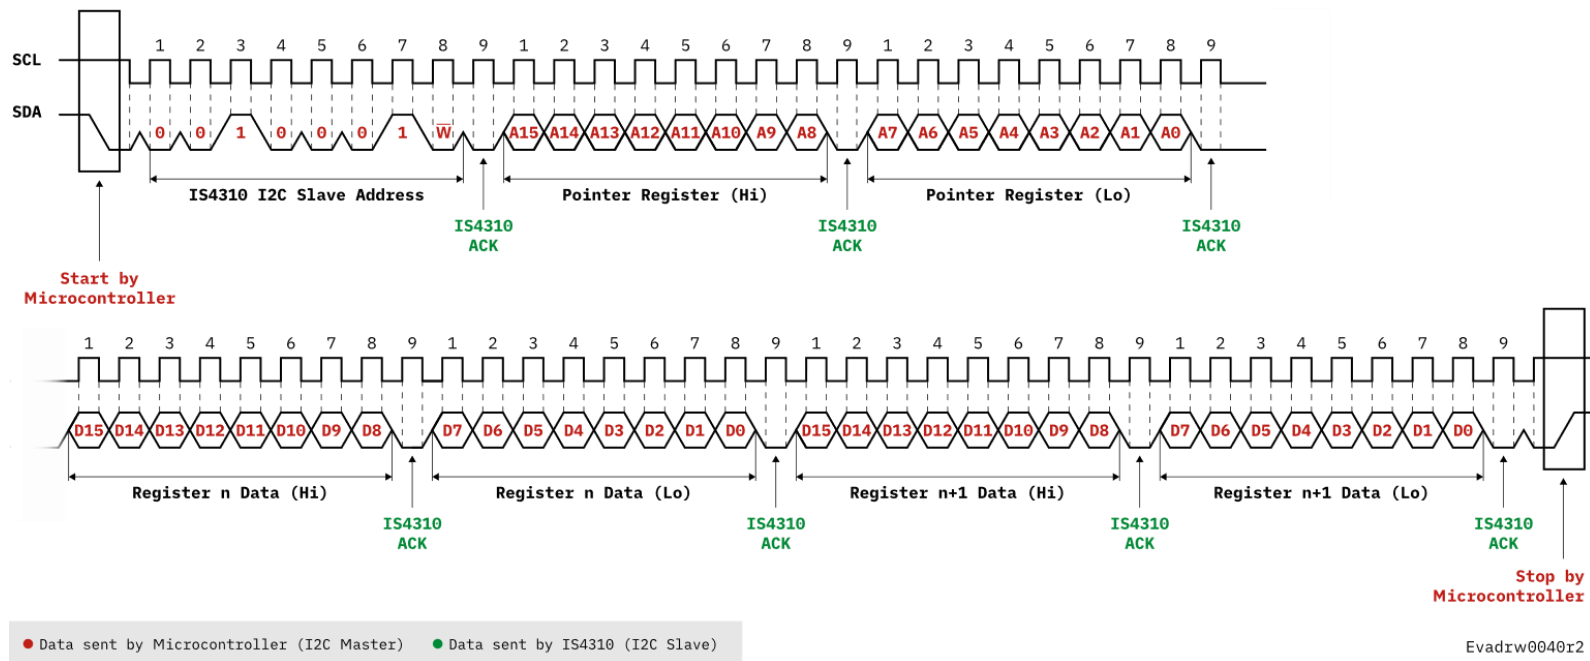 1 2 3 4 5 6 7 8 9 1 2 3 4 5 6 7 8 9 1 2 3 4 5 6 7 8 9
SCL
SDA
0 0 1 0 0 0 1 W̅ A15 A14 A13 A12 A11 A10 A9 A8 A7 A6 A5 A4 A3 A2 A1 A0
IS4310 I2C Slave Address Pointer Register (Hi) Pointer Register (Lo)
IS4310 IS4310 IS4310
ACK ACK ACK
Start by
Microcontroller
1 2 3 4 5 6 7 8 9 1 2 3 4 5 6 7 8 9 1 2 3 4 5 6 7 8 9 1 2 3 4 5 6 7 8 9
D15 D14 D13 D12 D11 D10 D9 D8 D7 D6 D5 D4 D3 D2 D1 D0 D15 D14 D13 D12 D11 D10 D9 D8 D7 D6 D5 D4 D3 D2 D1 D0
Register n Data (Hi) Register n Data (Lo) Register n+1 Data (Hi) Register n+1 Data (Lo)
IS4310 IS4310 IS4310 IS4310
ACK ACK ACK ACK
Stop by
Microcontroller
Data sent by Microcontroller (I2C Master) Data sent by IS4310 (I2C Slave)
Evadrw0040r2